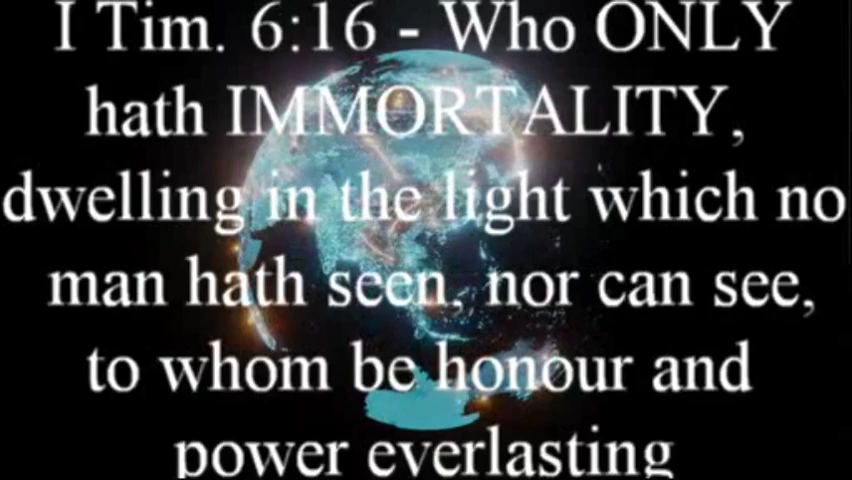 I Tim. 6:16 - Who ONLY
hath IMMORTALITY,
dwelling in the light which no
man hath seen, nor can see,
to whom be honour and
power everlasting